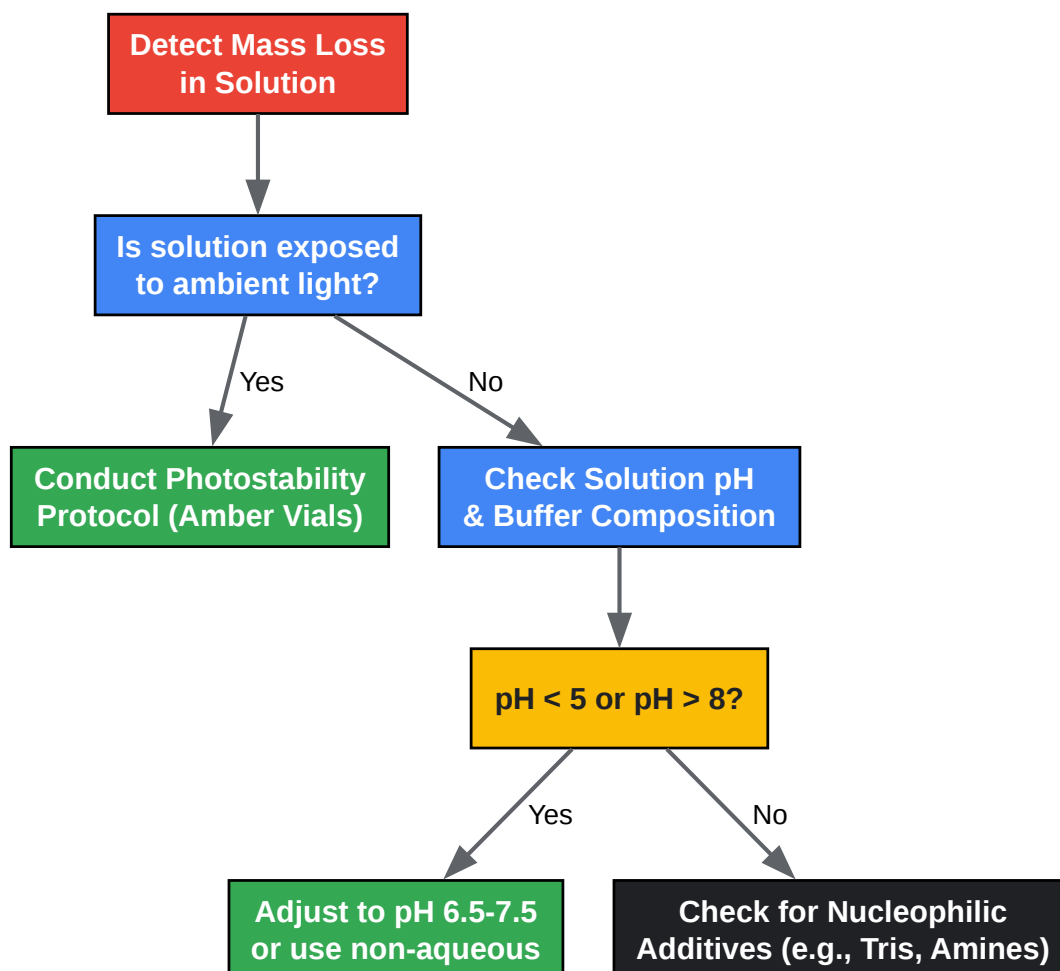 Detect Mass Loss
in Solution
Is solution exposed
to ambient light?
Yes
No
Conduct Photostability
Protocol (Amber Vials)
Check Solution pH
& Buffer Composition
pH < 5 or pH > 8?
Yes
No
Adjust to pH 6.5-7.5
or use non-aqueous
Check for Nucleophilic
Additives (e.g., Tris, Amines)